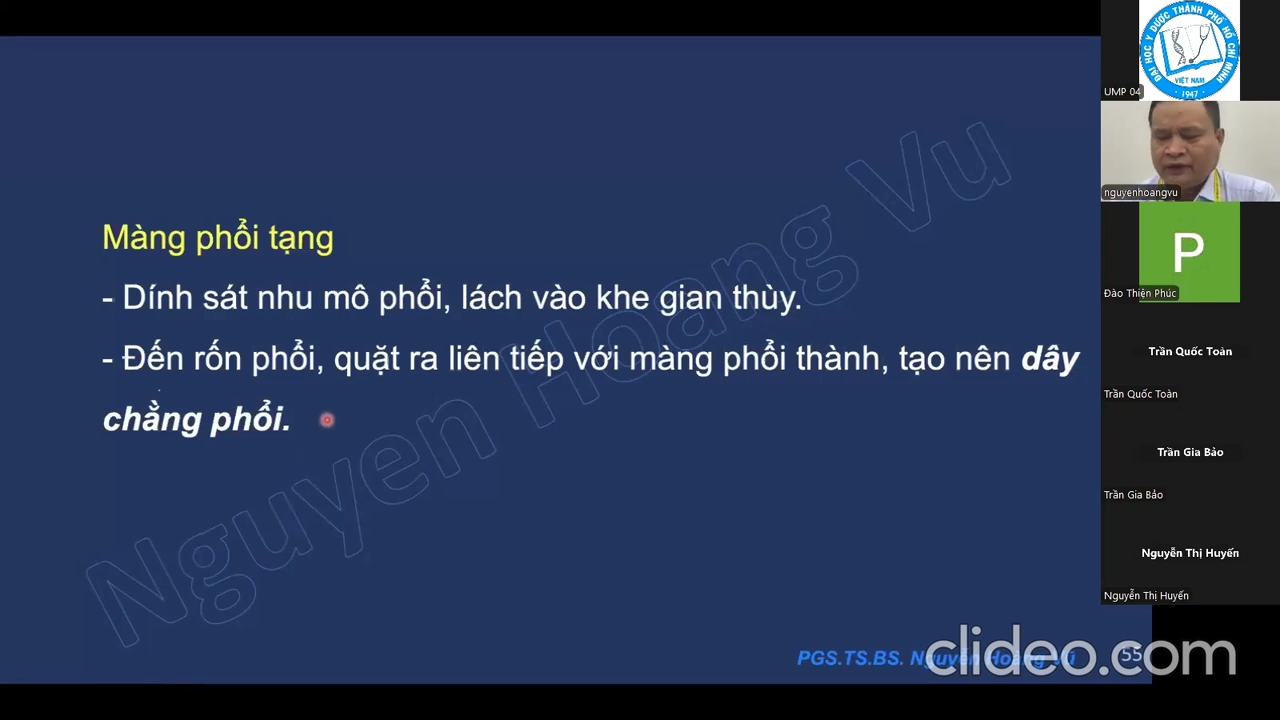 Màng phổi tạng
- Dính sát nhu mô phổi, lách vào khe gian thùy.
- Đến rốn phổi, quặt ra liên tiếp với màng phổi thành, tạo nên dây
chằng phổi.
Nguyen Hoang Vu
PGS.TS.BS. Nguyễn Hoàng Vũ
55
clideo.com
ĐẠI HỌC Y DƯỢC THÀNH PHỐ HỒ CHÍ MINH
VIỆT NAM
1947
UMP 04
nguyenhoangvu
P
Đào Thiện Phúc
Trần Quốc Toàn
Trần Quốc Toàn
Trần Gia Bảo
Trần Gia Bảo
Nguyễn Thị Huyến
Nguyễn Thị Huyến